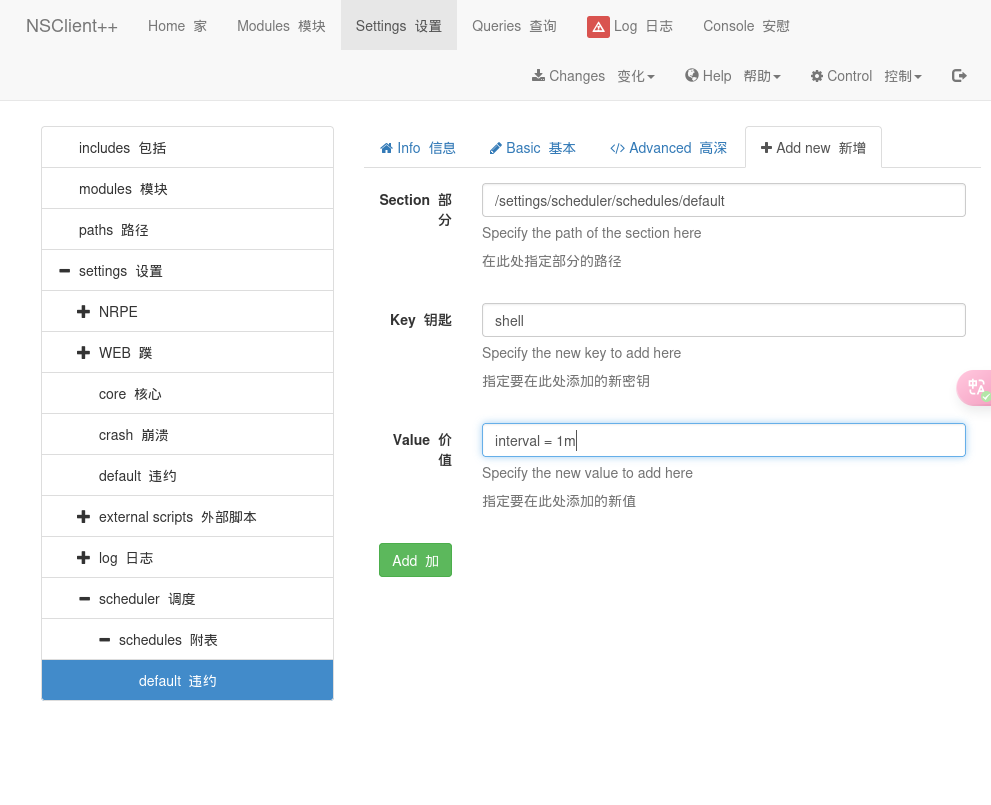 NSClient++ Home 家 Modules 模块 Settings 设置 Queries 查询 Log 日志 Console 安慰
Changes 变化 Help 帮助 Control 控制
includes 包括
modules 模块
paths 路径
settings 设置
NRPE
WEB 蹼
core 核心
crash 崩溃
default 违约
external scripts 外部脚本
log 日志
scheduler 调度
schedules 附表
default 违约
Info 信息 Basic 基本 Advanced 高深 Add new 新增
Section 部
分
/settings/scheduler/schedules/default
Specify the path of the section here
在此处指定部分的路径
Key 钥匙
shell
Specify the new key to add here
指定要在此处添加的新密钥
Value 价
值
interval = 1m
Specify the new value to add here
指定要在此处添加的新值
Add 加